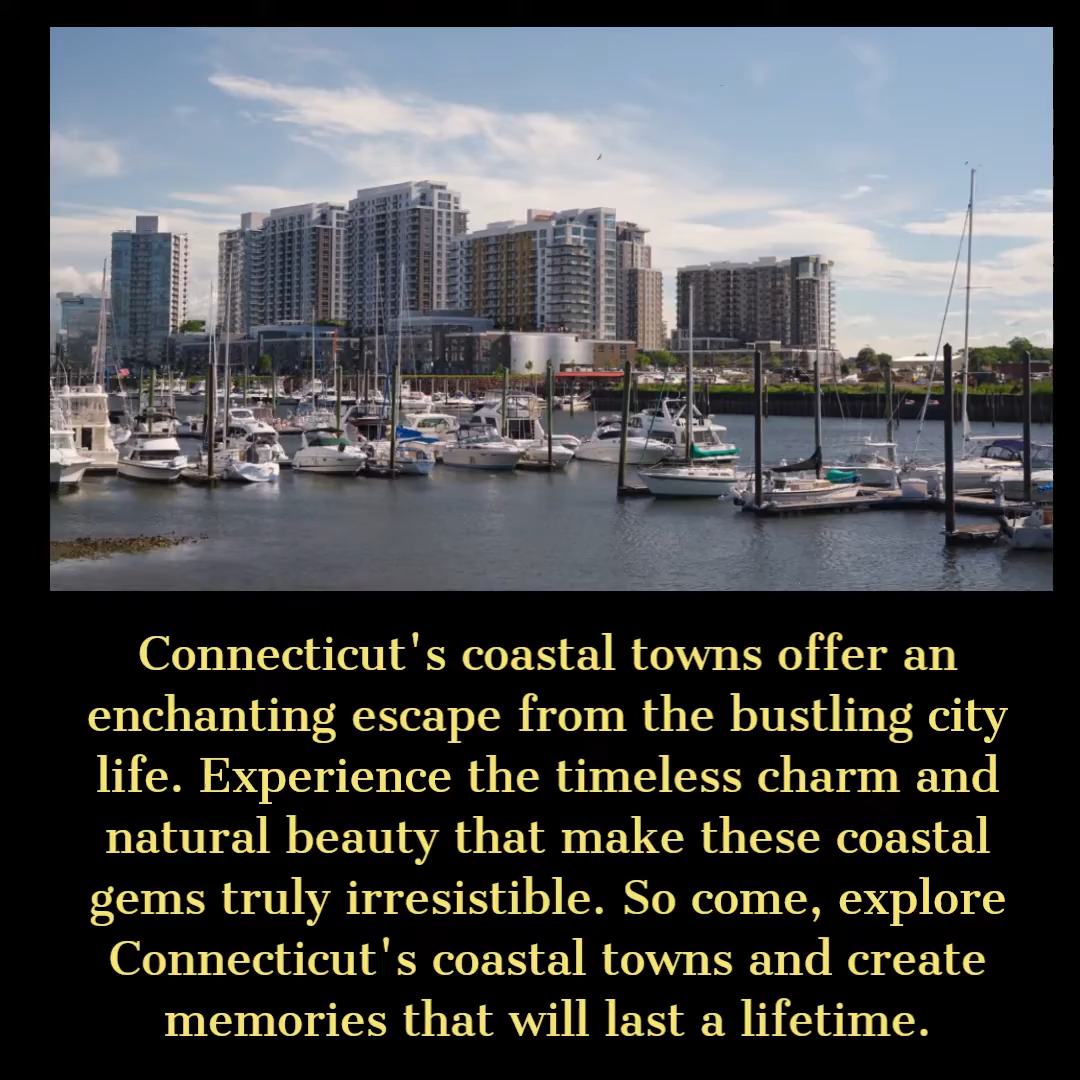 Connecticut's coastal towns offer an
enchanting escape from the bustling city
life. Experience the timeless charm and
natural beauty that make these coastal
gems truly irresistible. So come, explore
Connecticut's coastal towns and create
memories that will last a lifetime.